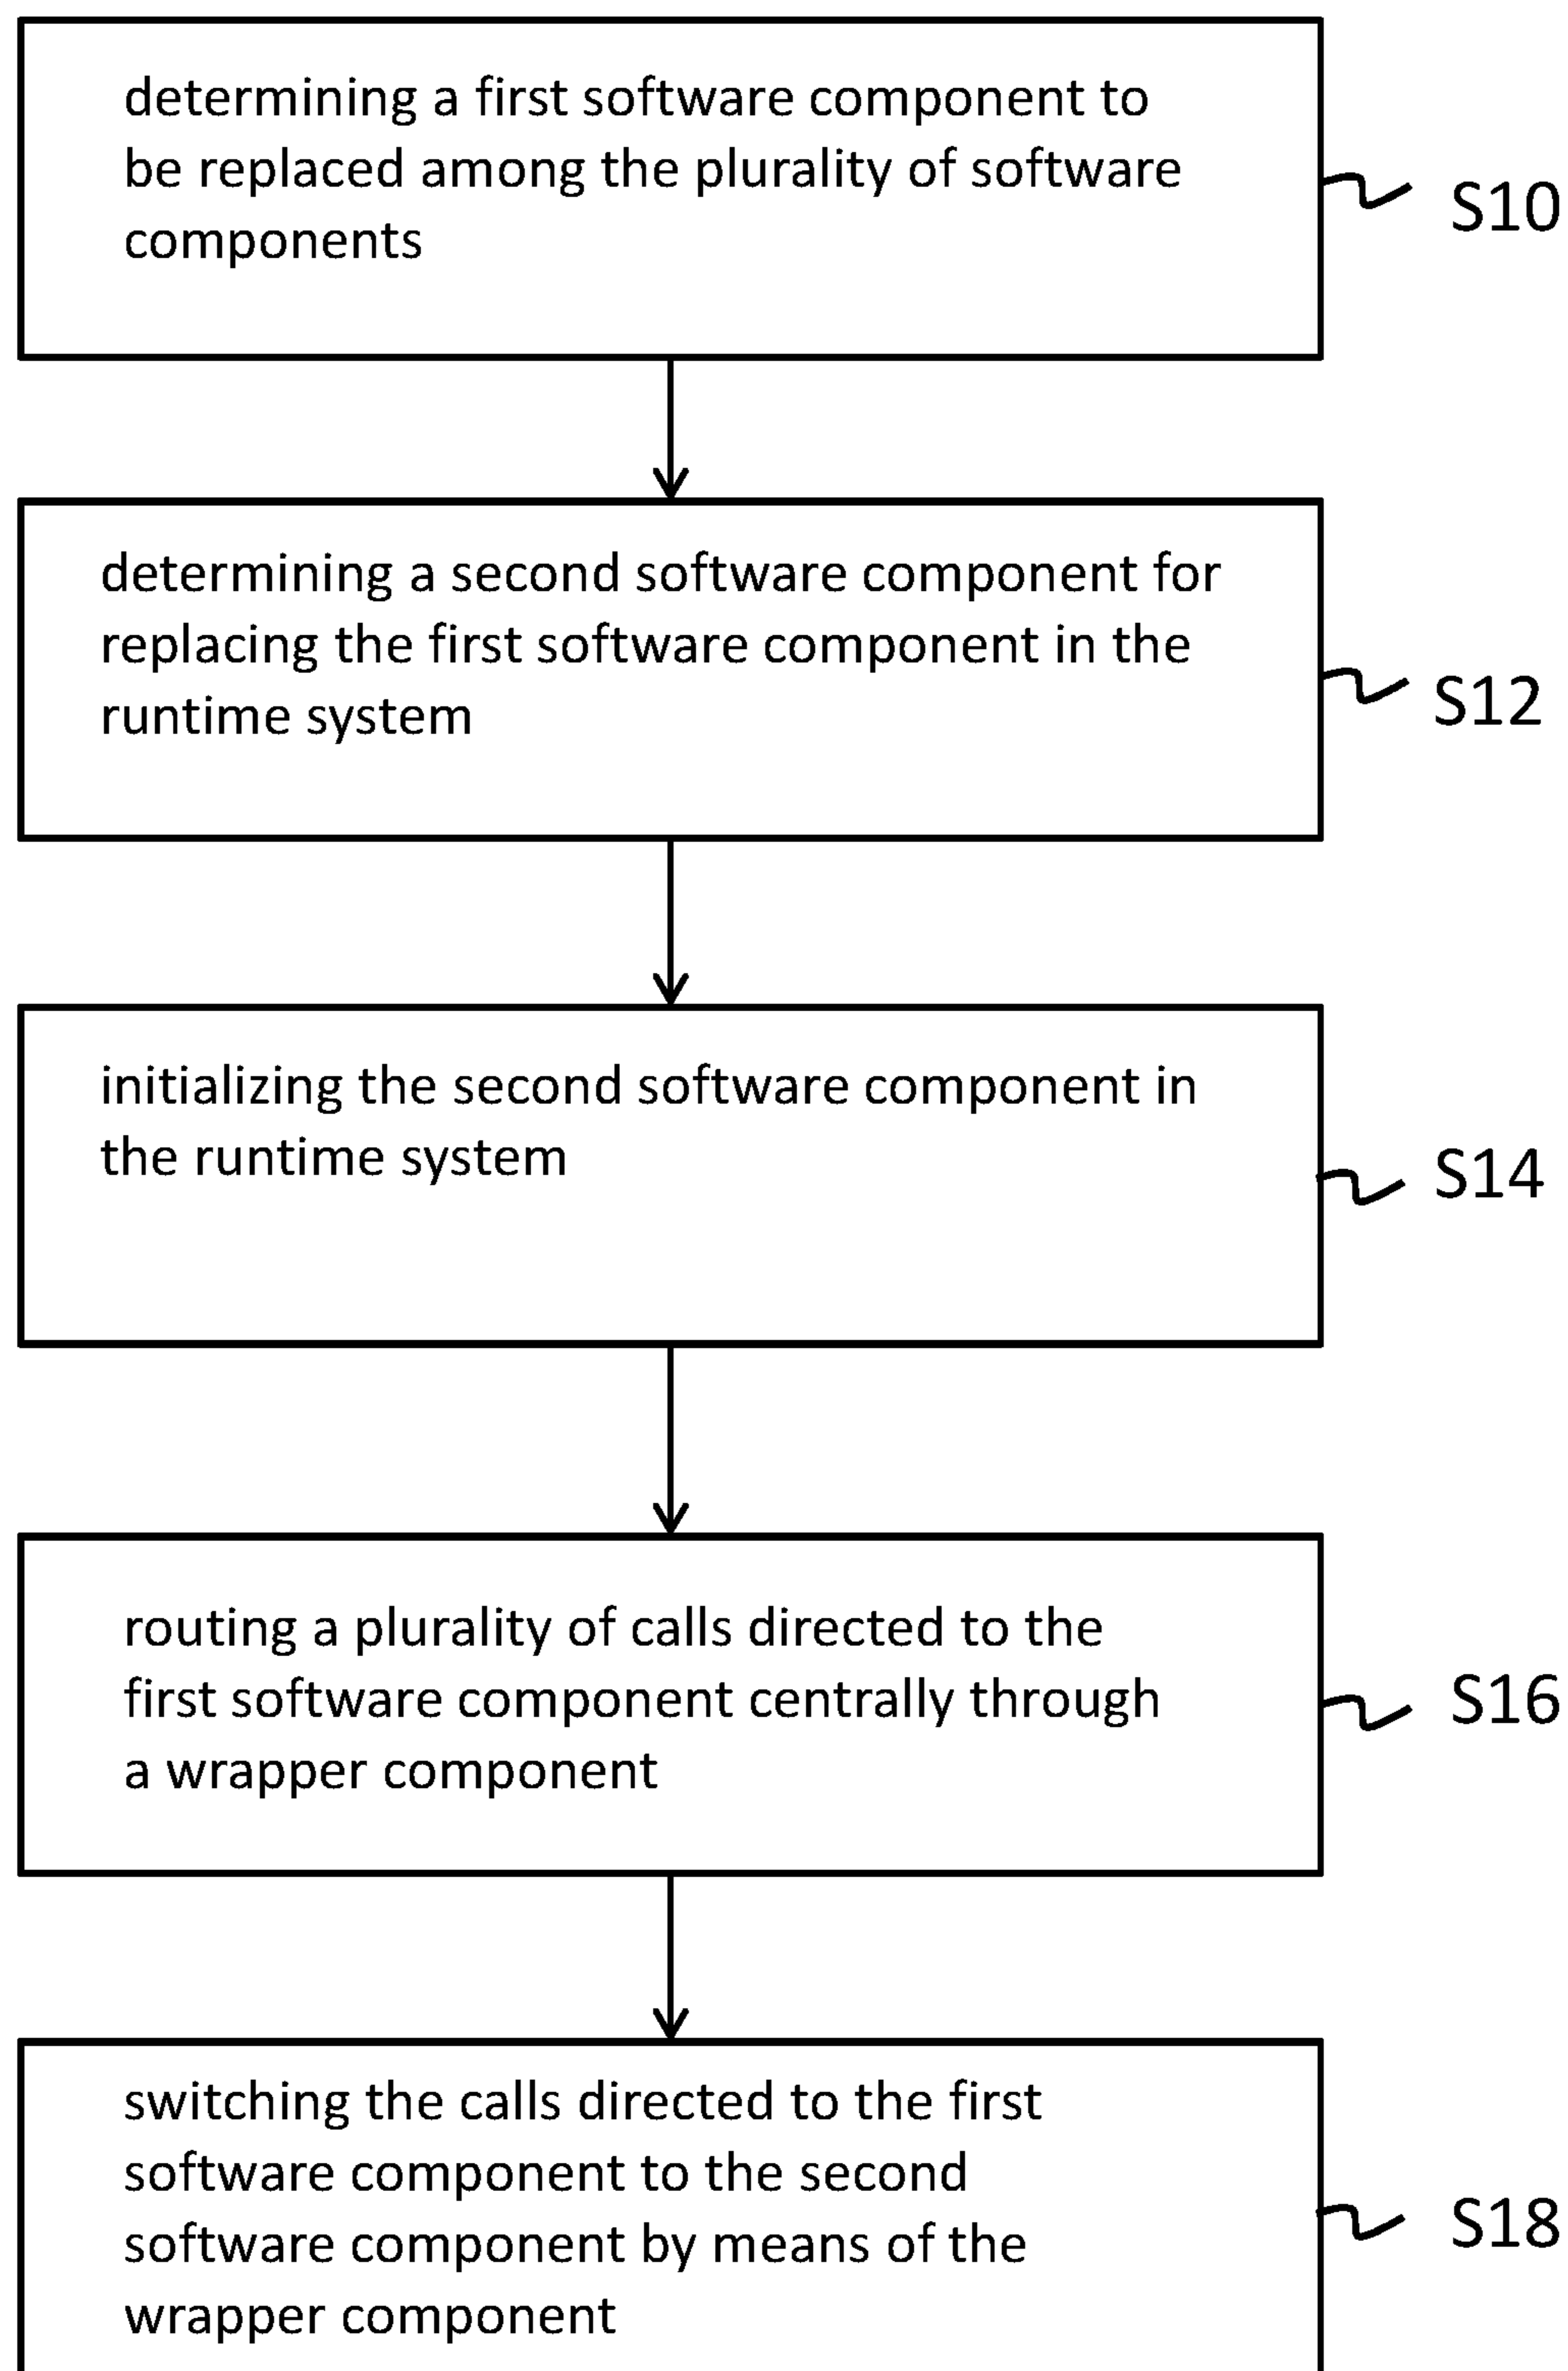 determining a first software component to
be replaced among the plurality of software
components
S10
determining a second software component for
replacing the first software component in the
runtime system
S12
initializing the second software component in
the runtime system
S14
routing a plurality of calls directed to the
first software component centrally through
a wrapper component
S16
switching the calls directed to the first
software component to the second
software component by means of the
wrapper component
S18